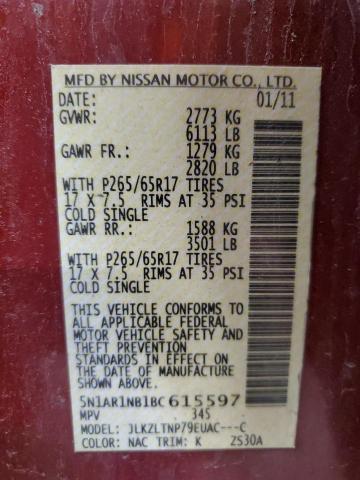 MFD BY NISSAN MOTOR CO., LTD.
DATE: 01/11
GVWR: 2773 KG
6113 LB
GAWR FR.: 1279 KG
2820 LB
WITH P265/65R17 TIRES
17 X 7.5 RIMS AT 35 PSI
COLD SINGLE
GAWR RR.: 1588 KG
3501 LB
WITH P265/65R17 TIRES
17 X 7.5 RIMS AT 35 PSI
COLD SINGLE
THIS VEHICLE CONFORMS TO
ALL APPLICABLE FEDERAL
MOTOR VEHICLE SAFETY AND
THEFT PREVENTION
STANDARDS IN EFFECT ON
THE DATE OF MANUFACTURE
SHOWN ABOVE.
5N1AR1NB1BC 615597
MPV 345
MODEL: JLKZLTNP79EUAC---C
COLOR: NAC TRIM: K ZS30A